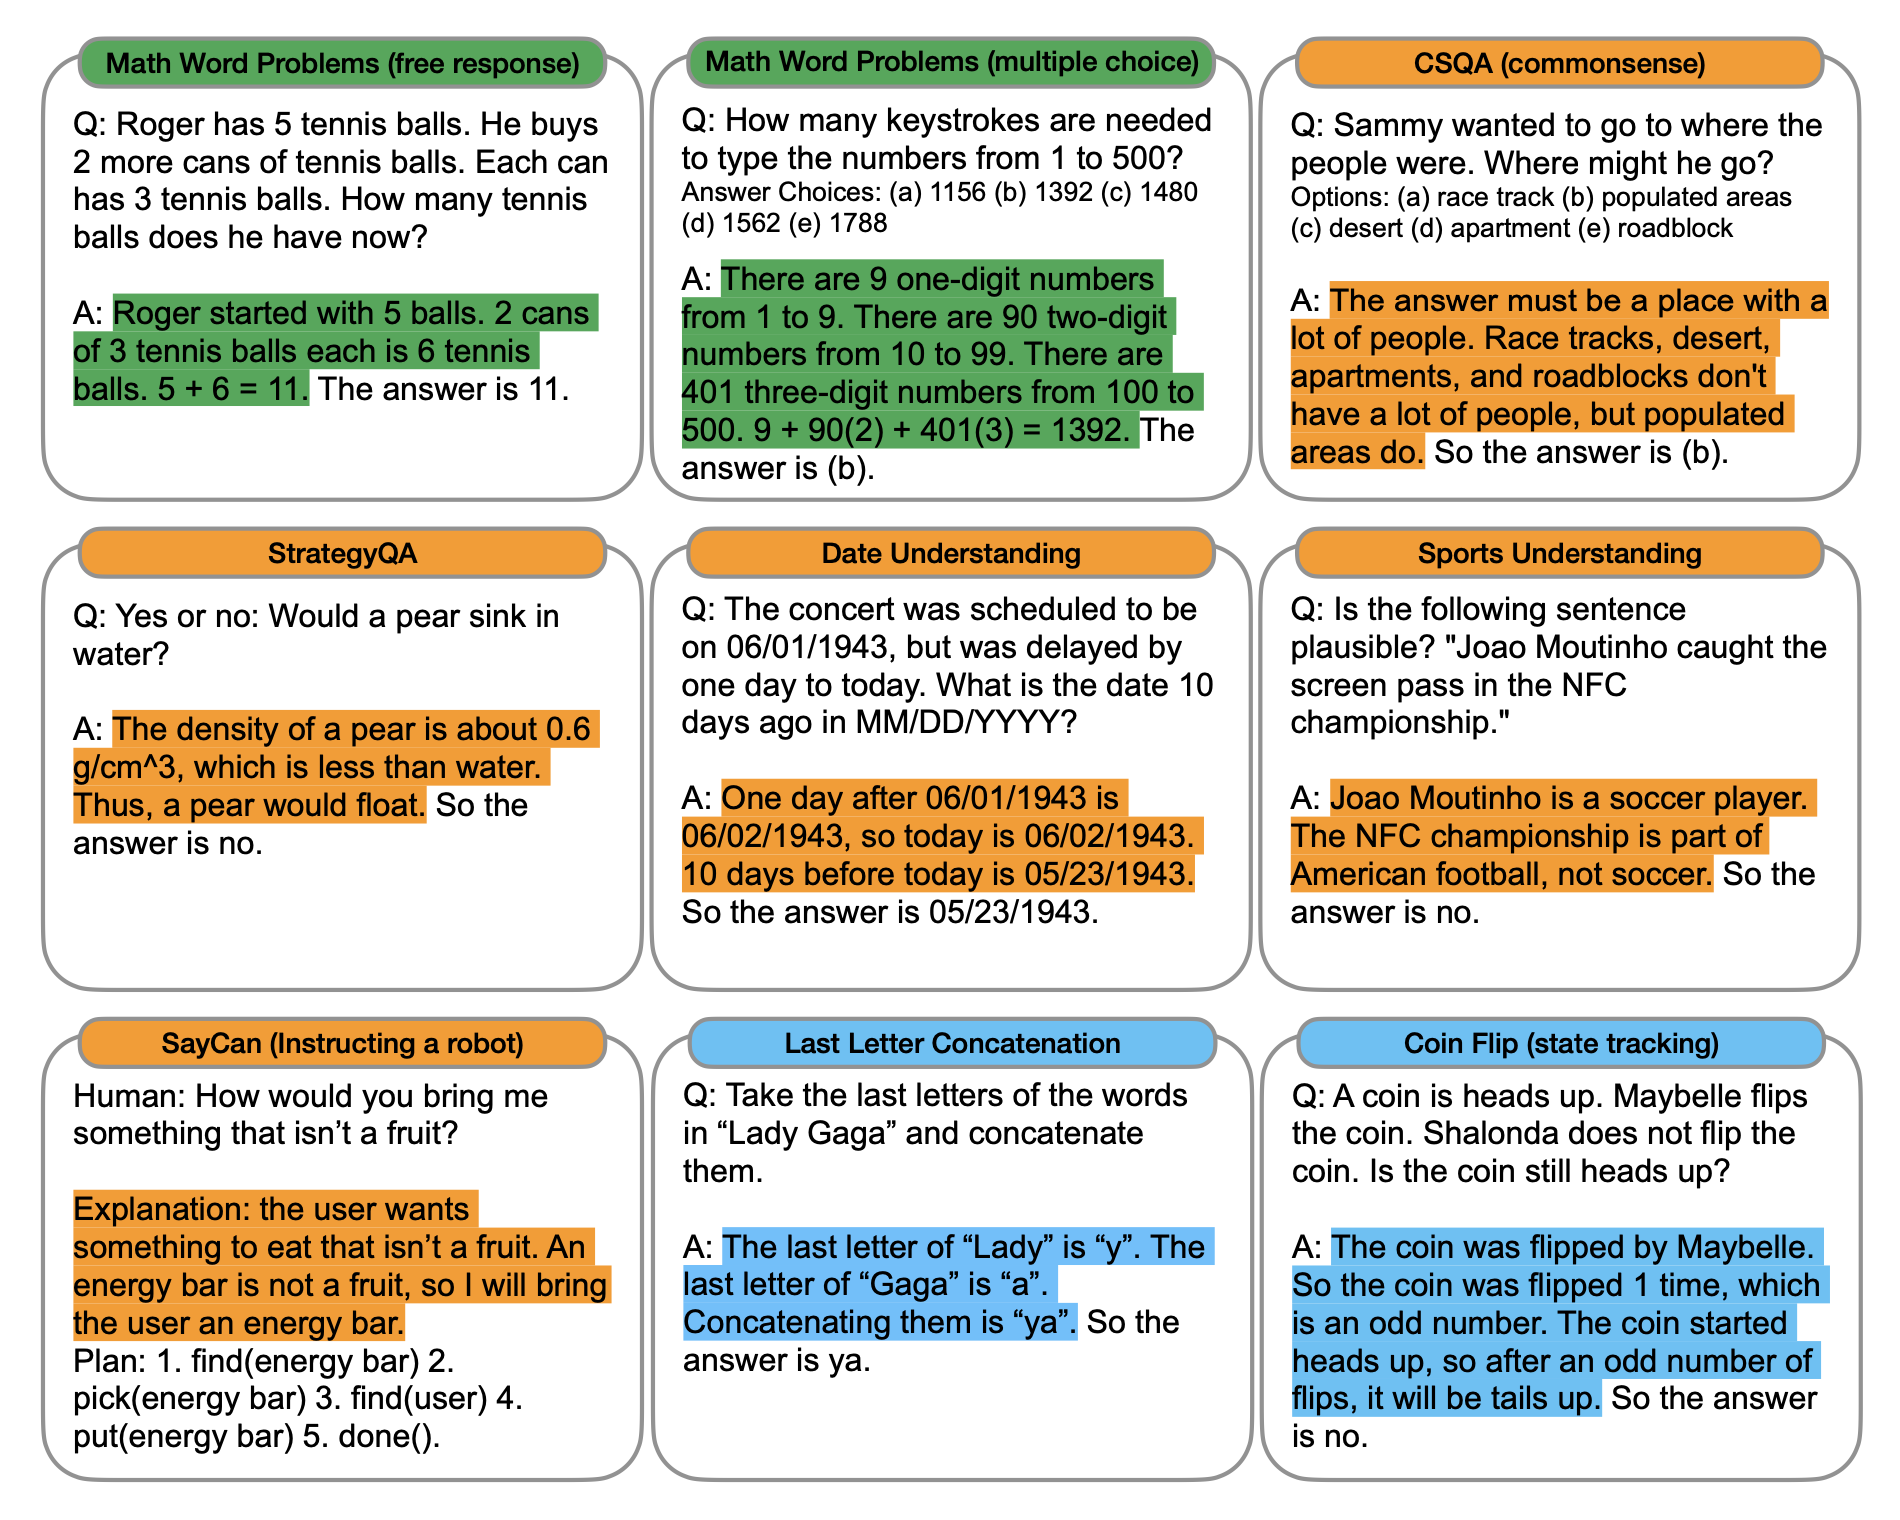 Math Word Problems (free response)
Q: Roger has 5 tennis balls. He buys
2 more cans of tennis balls. Each can
has 3 tennis balls. How many tennis
balls does he have now?
A: Roger started with 5 balls. 2 cans
of 3 tennis balls each is 6 tennis
balls. 5 + 6 = 11. The answer is 11.
Math Word Problems (multiple choice)
Q: How many keystrokes are needed
to type the numbers from 1 to 500?
Answer Choices: (a) 1156 (b) 1392 (c) 1480
(d) 1562 (e) 1788
A: There are 9 one-digit numbers
from 1 to 9. There are 90 two-digit
numbers from 10 to 99. There are
401 three-digit numbers from 100 to
500. 9 + 90(2) + 401(3) = 1392. The
answer is (b).
CSQA (commonsense)
Q: Sammy wanted to go to where the
people were. Where might he go?
Options: (a) race track (b) populated areas
(c) desert (d) apartment (e) roadblock
A: The answer must be a place with a
lot of people. Race tracks, desert,
apartments, and roadblocks don't
have a lot of people, but populated
areas do. So the answer is (b).
StrategyQA
Q: Yes or no: Would a pear sink in
water?
A: The density of a pear is about 0.6
g/cm^3, which is less than water.
Thus, a pear would float. So the
answer is no.
Date Understanding
Q: The concert was scheduled to be
on 06/01/1943, but was delayed by
one day to today. What is the date 10
days ago in MM/DD/YYYY?
A: One day after 06/01/1943 is
06/02/1943, so today is 06/02/1943.
10 days before today is 05/23/1943.
So the answer is 05/23/1943.
Sports Understanding
Q: Is the following sentence
plausible? "Joao Moutinho caught the
screen pass in the NFC
championship."
A: Joao Moutinho is a soccer player.
The NFC championship is part of
American football, not soccer. So the
answer is no.
SayCan (Instructing a robot)
Human: How would you bring me
something that isn’t a fruit?
Explanation: the user wants
something to eat that isn’t a fruit. An
energy bar is not a fruit, so I will bring
the user an energy bar.
Plan: 1. find(energy bar) 2.
pick(energy bar) 3. find(user) 4.
put(energy bar) 5. done().
Last Letter Concatenation
Q: Take the last letters of the words
in “Lady Gaga” and concatenate
them.
A: The last letter of “Lady” is “y”. The
last letter of “Gaga” is “a”.
Concatenating them is “ya”. So the
answer is ya.
Coin Flip (state tracking)
Q: A coin is heads up. Maybelle flips
the coin. Shalonda does not flip the
coin. Is the coin still heads up?
A: The coin was flipped by Maybelle.
So the coin was flipped 1 time, which
is an odd number. The coin started
heads up, so after an odd number of
flips, it will be tails up. So the answer
is no.